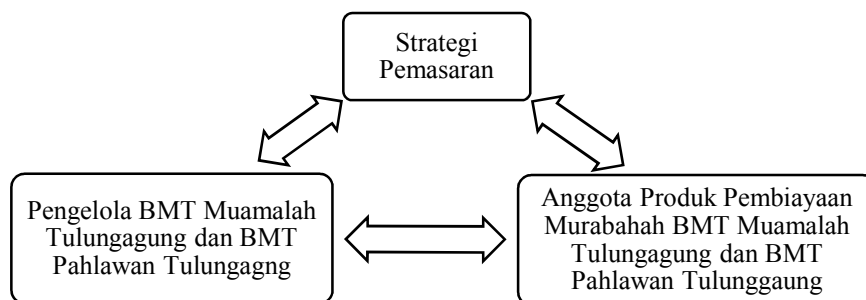 Strategi
Pemasaran
Pengelola BMT Muamalah
Tulungagung dan BMT
Pahlawan Tulungagng
Anggota Produk Pembiayaan
Murabahah BMT Muamalah
Tulungagung dan BMT
Pahlawan Tulunggaung